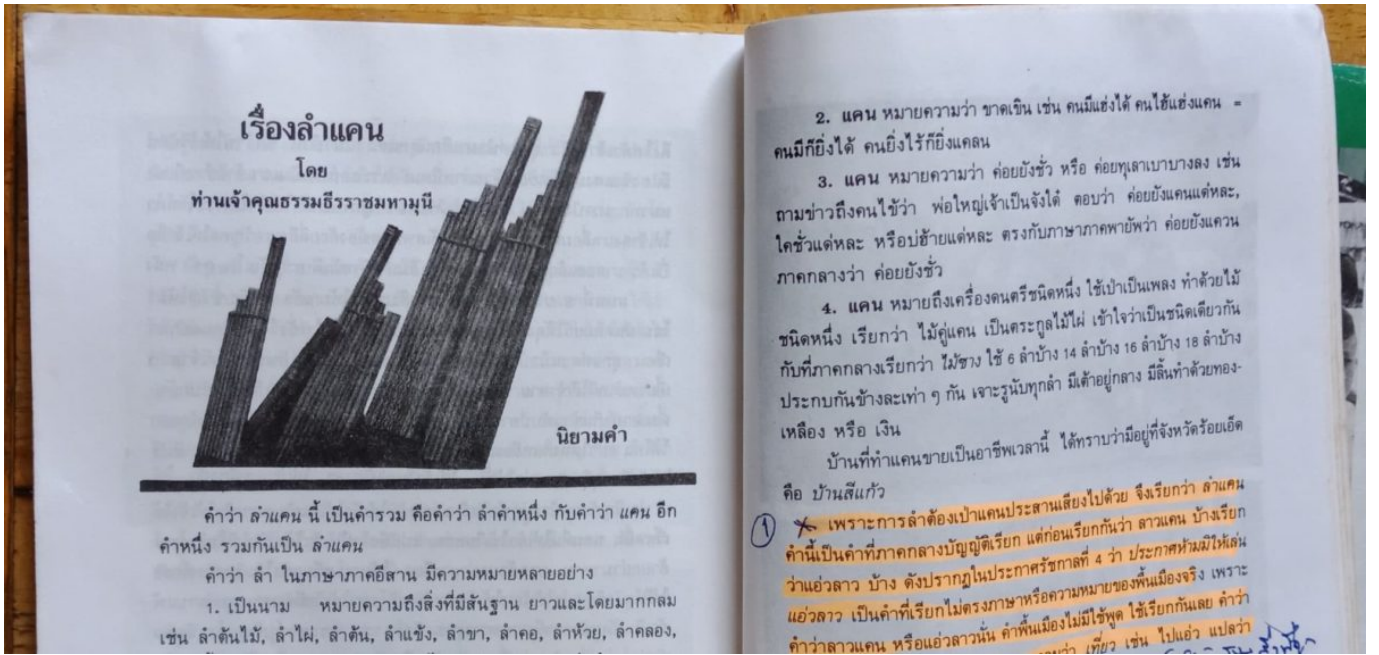 เรื่องลำแคน
โดย
ท่านเจ้าคุณธรรมธีรราชมหามุนี
นิยามคำ
คำว่า ลำแคน นี้ เป็นคำรวม คือคำว่า ลำคำหนึ่ง กับคำว่า แคน อีก
คำหนึ่ง รวมกันเป็น ลำแคน
คำว่า ลำ ในภาษาภาคอีสาน มีความหมายหลายอย่าง
1. เป็นนาม หมายความถึงสิ่งที่มีสันฐาน ยาวและโดยมากกลม
เช่น ลำต้นไม้, ลำไผ่, ลำตัน, ลำแข้ง, ลำขา, ลำคอ, ลำห้วย, ลำคลอง,
2. แคน หมายความว่า ขาดเขิน เช่น คนมีแฮ่งได้ คนไฮ้แฮ่งแคน =
คนมีก็ยิ่งได้ คนยิ่งไร้ก็ยิ่งแคลน
3. แคน หมายความว่า ค่อยยังชั่ว หรือ ค่อยทุเลาเบาบางลง เช่น
ถามข่าวถึงคนไข้ว่า พ่อใหญ่เจ้าเป็นจังใด๋ ตอบว่า ค่อยยังแคนแด่หละ,
ไคชั่วแด่หละ หรือบ่ฮ้ายแด่หละ ตรงกับภาษาภาคพายัพว่า ค่อยยังแควน
ภาคกลางว่า ค่อยยังชั่ว
4. แคน หมายถึงเครื่องดนตรีชนิดหนึ่ง ใช้เป่าเป็นเพลง ทำด้วยไม้
ชนิดหนึ่ง เรียกว่า ไม้คู่แคน เป็นตระกูลไม้ไผ่ เข้าใจว่าเป็นชนิดเดียวกัน
กับที่ภาคกลางเรียกว่า ไม้ซาง ใช้ 6 ลำบ้าง 14 ลำบ้าง 16 ลำบ้าง 18 ลำบ้าง
ประกบกันข้างละเท่า ๆ กัน เจาะรูนับทุกลำ มีเต้าอยู่กลาง มีลิ้นทำด้วยทอง-
เหลือง หรือ เงิน
บ้านที่ทำแคนขายเป็นอาชีพเวลานี้ ได้ทราบว่ามีอยู่ที่จังหวัดร้อยเอ็ด
คือ บ้านสีแก้ว
1 เพราะการลำต้องเป่าแคนประสานเสียงไปด้วย จึงเรียกว่า ลำแคน
คำนี้เป็นคำที่ภาคกลางบัญญัติเรียก แต่ก่อนเรียกกันว่า ลาวแคน บ้างเรียก
ว่าแอ่วลาว บ้าง ดังปรากฏในประกาศรัชกาลที่ 4 ว่า ประกาศห้ามมิให้เล่น
แอ่วลาว เป็นคำที่เรียกไม่ตรงภาษาหรือความหมายของพื้นเมืองจริง เพราะ
คำว่าลาวแคน หรือแอ่วลาวนั่น คำพื้นเมืองไม่มีใช้พูด ใช้เรียกกันเลย คำว่า
ว่า เที่ยว เช่น ไปแอ่ว แปลว่า